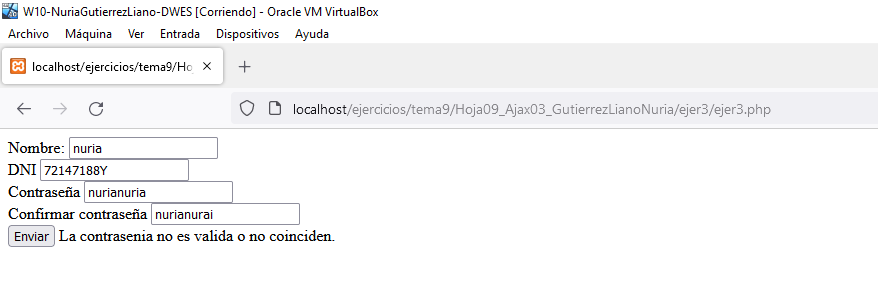 W10-NuriaGutierrezLiano-DWES [Corriendo] - Oracle VM VirtualBox
Archivo Máquina Ver Entrada Dispositivos Ayuda
localhost/ejercicios/tema9/Ho
localhost/ejercicios/tema9/Hoja09_Ajax03_GutierrezLianoNuria/ejer3/ejer3.php
Nombre: nuria
DNI 72147188Y
Contraseña nurianuria
Confirmar contraseña nurianurai
Enviar La contrasenia no es valida o no coinciden.